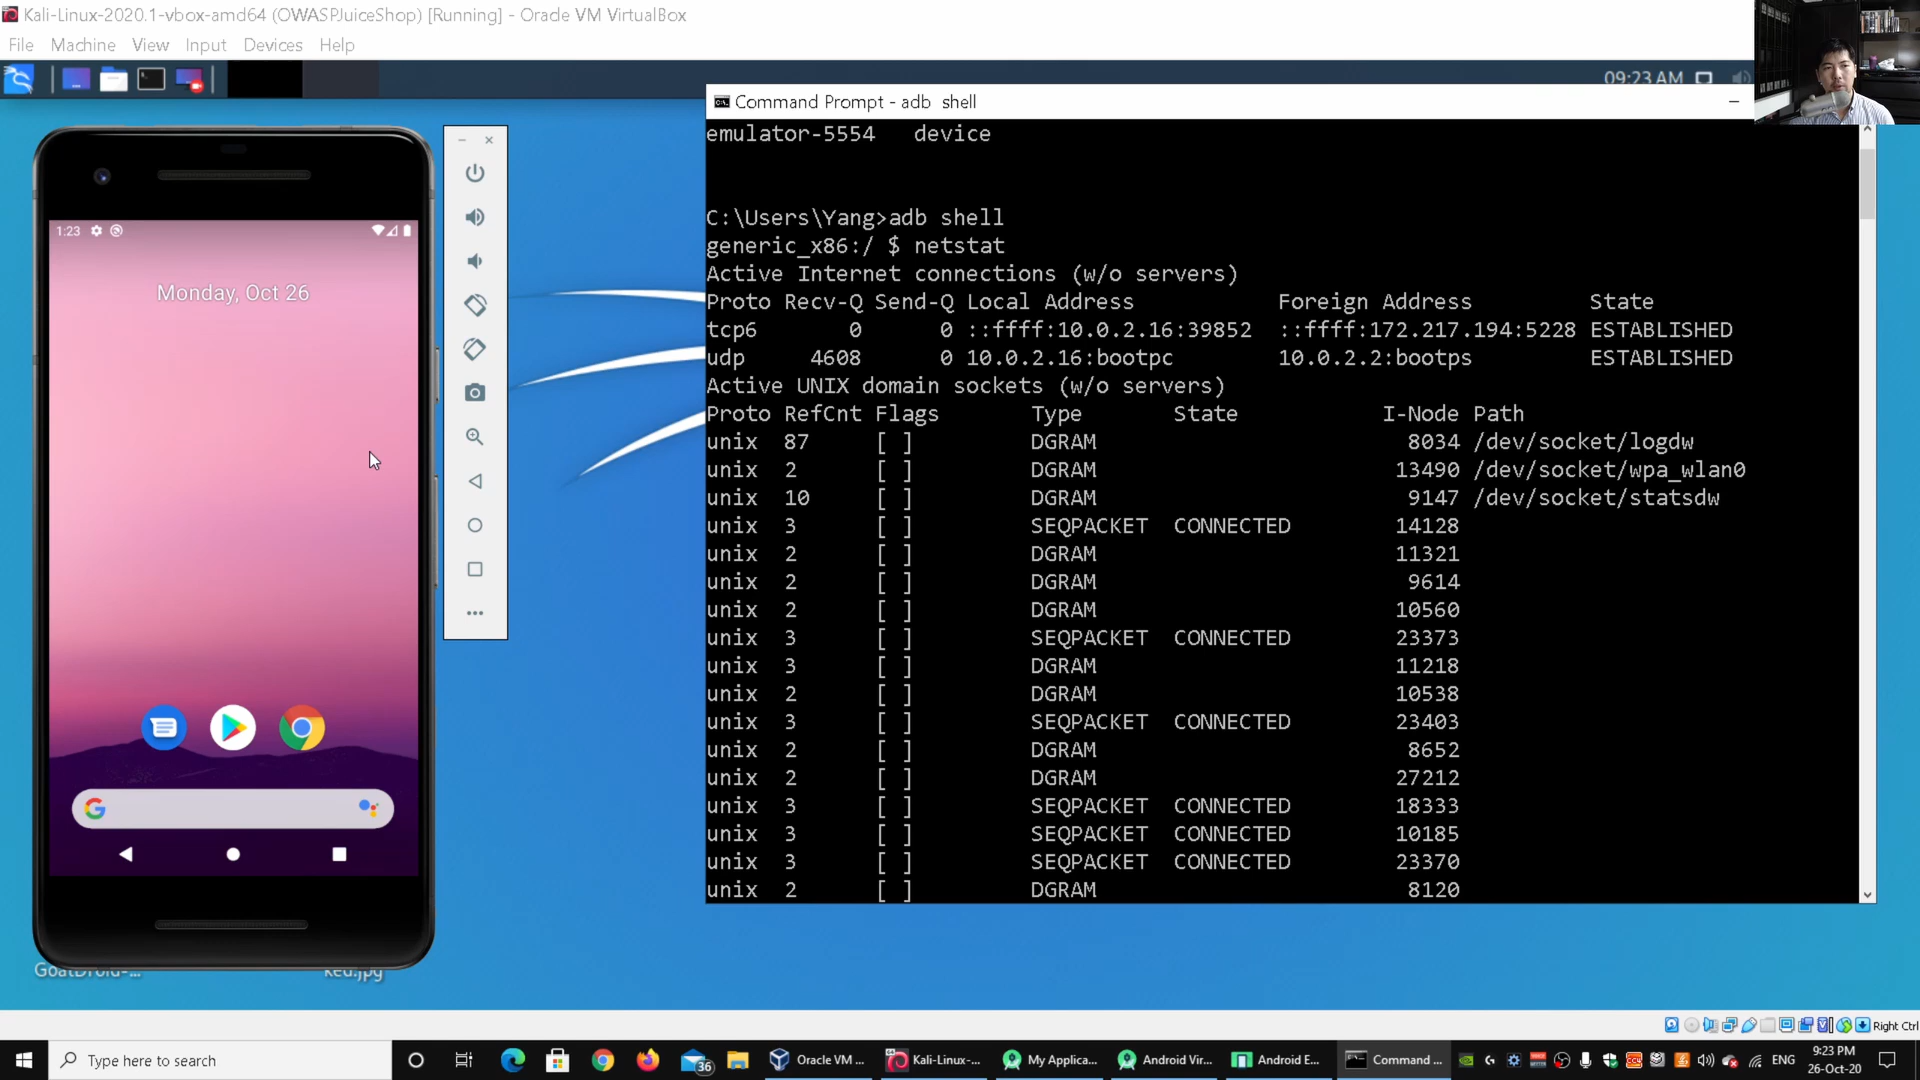 Kali-Linux-2020.1-vbox-amd64 (OWASPJuiceShop) [Running] - Oracle VM VirtualBox
File Machine View Input Devices Help
09:23 AM
Command Prompt - adb shell
emulator-5554 device
C:\Users\Yang>adb shell
generic_x86:/ $ netstat
Active Internet connections (w/o servers)
Proto Recv-Q Send-Q Local Address Foreign Address State
tcp6 0 0 ::ffff:10.0.2.16:39852 ::ffff:172.217.194:5228 ESTABLISHED
udp 4608 0 10.0.2.16:bootpc 10.0.2.2:bootps ESTABLISHED
Active UNIX domain sockets (w/o servers)
Proto RefCnt Flags Type State I-Node Path
unix 87 [ ] DGRAM 8034 /dev/socket/logdw
unix 2 [ ] DGRAM 13490 /dev/socket/wpa_wlan0
unix 10 [ ] DGRAM 9147 /dev/socket/statsdw
unix 3 [ ] SEQPACKET CONNECTED 14128
unix 2 [ ] DGRAM 11321
unix 2 [ ] DGRAM 9614
unix 2 [ ] DGRAM 10560
unix 3 [ ] SEQPACKET CONNECTED 23373
unix 3 [ ] DGRAM 11218
unix 2 [ ] DGRAM 10538
unix 3 [ ] SEQPACKET CONNECTED 23403
unix 2 [ ] DGRAM 8652
unix 2 [ ] DGRAM 27212
unix 3 [ ] SEQPACKET CONNECTED 18333
unix 3 [ ] SEQPACKET CONNECTED 10185
unix 3 [ ] SEQPACKET CONNECTED 23370
unix 2 [ ] DGRAM 8120
1:23
Monday, Oct 26
GoatDroid-...
ked.jpg
Right Ctrl
Type here to search
36
Oracle VM ...
Kali-Linux-...
My Applica...
Android Vir...
Android E...
Command ...
ENG
9:23 PM
26-Oct-20